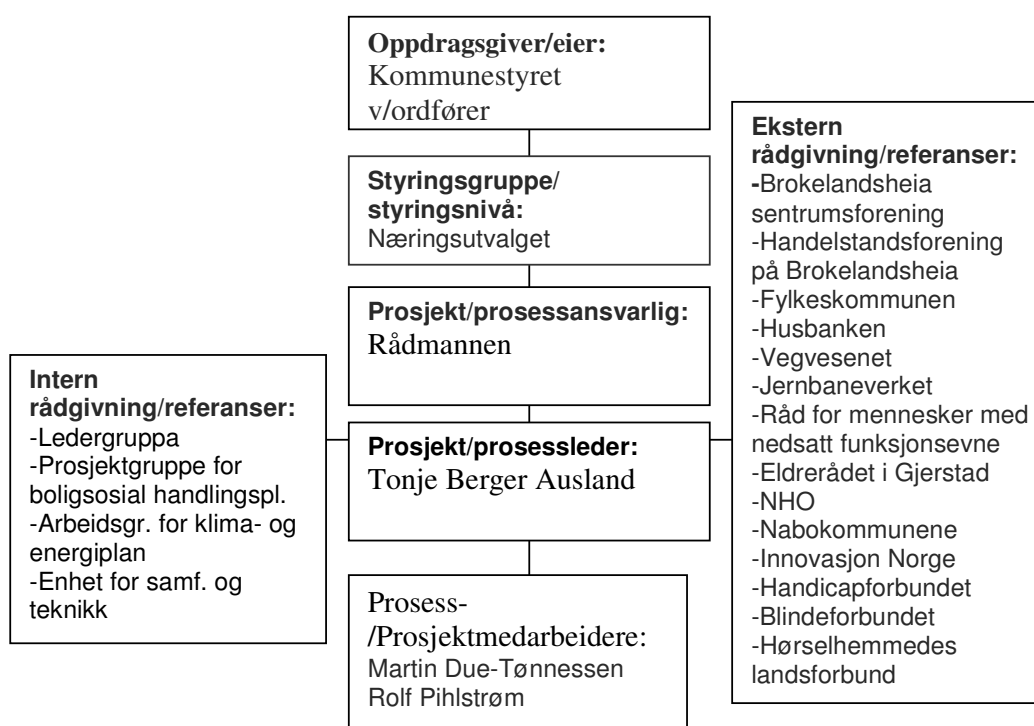 Oppdragsgiver/eier:
Kommunestyret
v/ordfører
Styringsgruppe/
styringsnivå:
Næringsutvalget
Prosjekt/prosessansvarlig:
Rådmannen
Prosjekt/prosessleder:
Tonje Berger Ausland
Prosess-
/Prosjektmedarbeidere:
Martin Due-Tønnessen
Rolf Pihlstrøm
Intern
rådgivning/referanser:
-Ledergruppa
-Prosjektgruppe for
boligsosial handlingspl.
-Arbeidsgr. for klima- og
energiplan
-Enhet for samf. og
teknikk
Ekstern
rådgivning/referanser:
-Brokelandsheia
sentrumsforening
-Handelstandsforening
på Brokelandsheia
-Fylkeskommunen
-Husbanken
-Vegvesenet
-Jernbaneverket
-Råd for mennesker med
nedsatt funksjonsevne
-Eldrerådet i Gjerstad
-NHO
-Nabokommunene
-Innovasjon Norge
-Handicapforbundet
-Blindeforbundet
-Hørselhemmedes
landsforbund